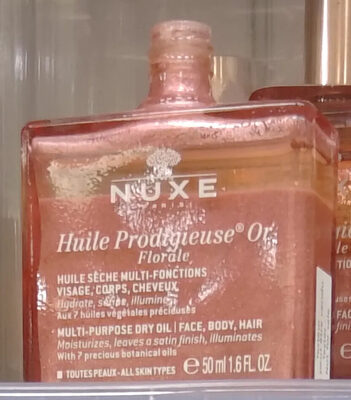 NUXE
PARIS
Huile Prodigieuse® Or
Florale
HUILE SÈCHE MULTI-FONCTIONS
VISAGE, CORPS, CHEVEUX
Hydrate, satine, illumine
Aux 7 huiles végétales précieuses
MULTI-PURPOSE DRY OIL | FACE, BODY, HAIR
Moisturizes, leaves a satin finish, illuminates
With 7 precious botanical oils
TOUTES PEAUX - ALL SKIN TYPES
e 50 ml 1.6 FL. OZ.